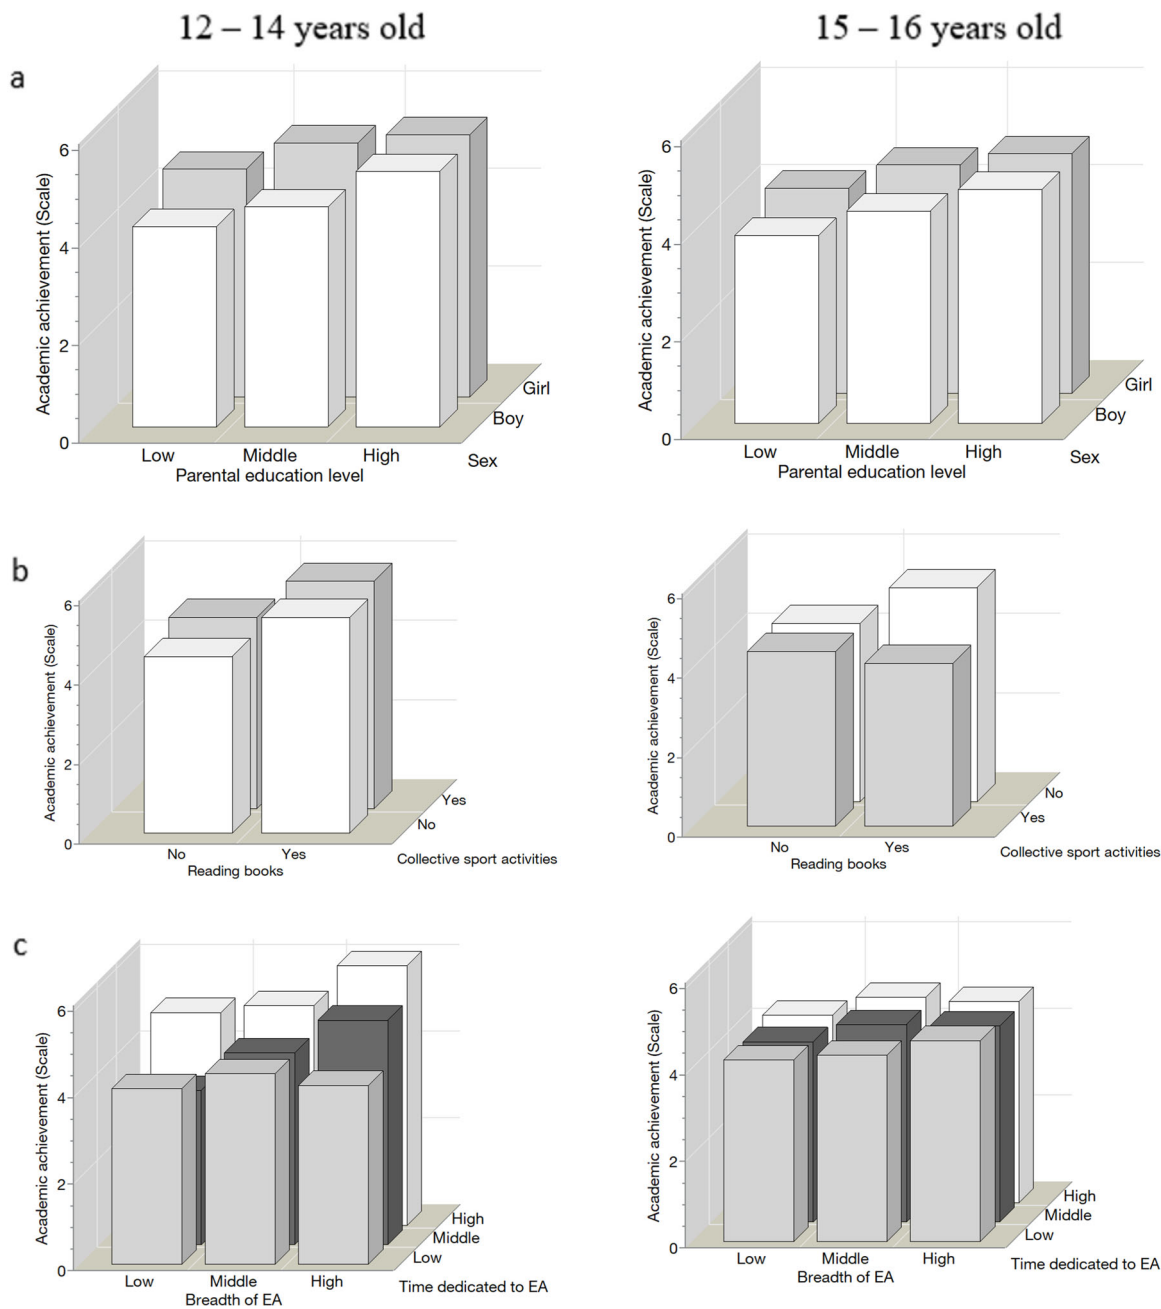 12 – 14 years old
15 – 16 years old
a
6
4
2
0
Academic achievement (Scale)
Low
Middle
High
Parental education level
Boy
Girl
Sex
6
4
2
0
Academic achievement (Scale)
Low
Middle
High
Parental education level
Boy
Girl
Sex
b
6
4
2
0
Academic achievement (Scale)
No
Yes
Reading books
Yes
No
Collective sport activities
6
4
2
0
Academic achievement (Scale)
No
Yes
Reading books
No
Yes
Collective sport activities
c
6
4
2
0
Academic achievement (Scale)
Low
Middle
High
Breadth of EA
High
Middle
Low
Time dedicated to EA
6
4
2
0
Academic achievement (Scale)
Low
Middle
High
Breadth of EA
High
Middle
Low
Time dedicated to EA